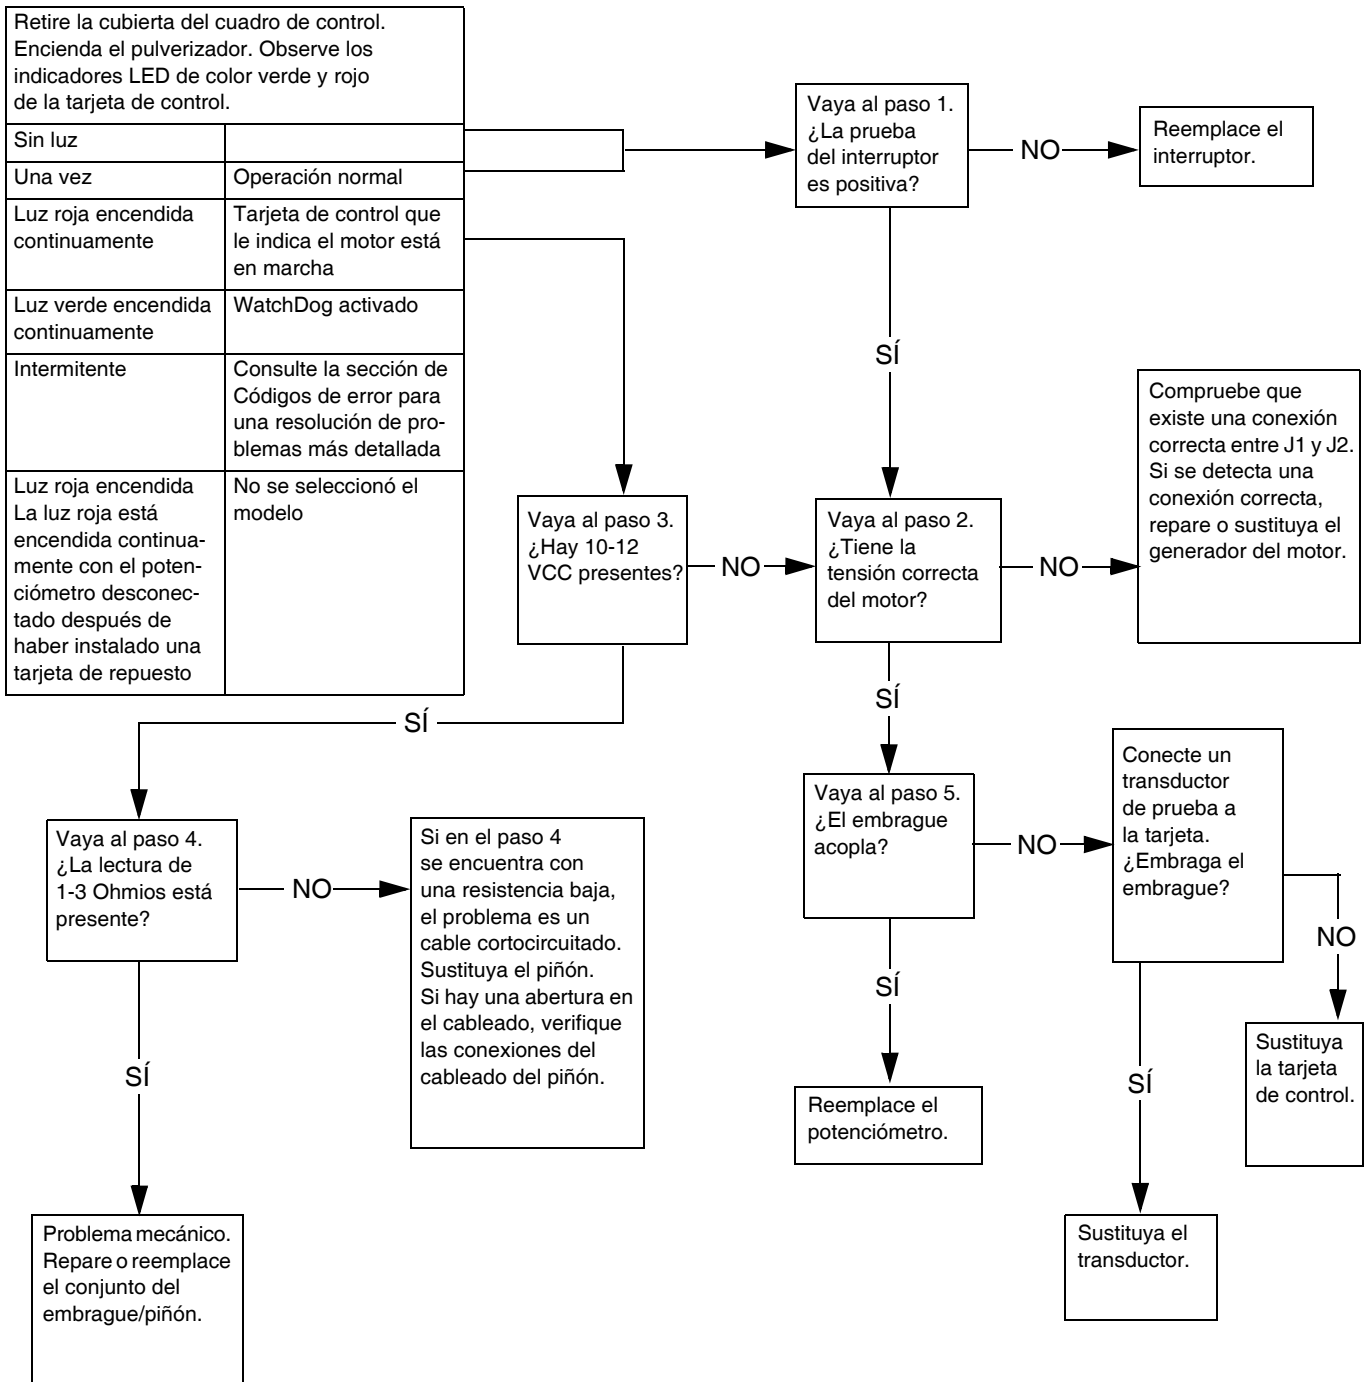 Retire la cubierta del cuadro de control.
Encienda el pulverizador. Observe los
indicadores LED de color verde y rojo
de la tarjeta de control.
Sin luz
Una vez
Operación normal
Luz roja encendida
continuamente
Tarjeta de control que
le indica el motor está
en marcha
Luz verde encendida
continuamente
WatchDog activado
Intermitente
Consulte la sección de
Códigos de error para
una resolución de pro-
blemas más detallada
Luz roja encendida
La luz roja está
encendida continua-
mente con el poten-
ciómetro desconec-
tado después de
haber instalado una
tarjeta de repuesto
No se seleccionó el
modelo
Vaya al paso 1.
¿La prueba
del interruptor
es positiva?
NO
Reemplace el
interruptor.
SÍ
Vaya al paso 3.
¿Hay 10-12
VCC presentes?
NO
Vaya al paso 2.
¿Tiene la
tensión correcta
del motor?
NO
Compruebe que
existe una conexión
correcta entre J1 y J2.
Si se detecta una
conexión correcta,
repare o sustituya el
generador del motor.
SÍ
SÍ
Vaya al paso 4.
¿La lectura de
1-3 Ohmios está
presente?
NO
Si en el paso 4
se encuentra con
una resistencia baja,
el problema es un
cable cortocircuitado.
Sustituya el piñón.
Si hay una abertura en
el cableado, verifique
las conexiones del
cableado del piñón.
Vaya al paso 5.
¿El embrague
acopla?
NO
Conecte un
transductor
de prueba a
la tarjeta.
¿Embraga el
embrague?
NO
SÍ
SÍ
SÍ
Sustituya
la tarjeta
de control.
Reemplace el
potenciómetro.
Problema mecánico.
Repare o reemplace
el conjunto del
embrague/piñón.
Sustituya el
transductor.